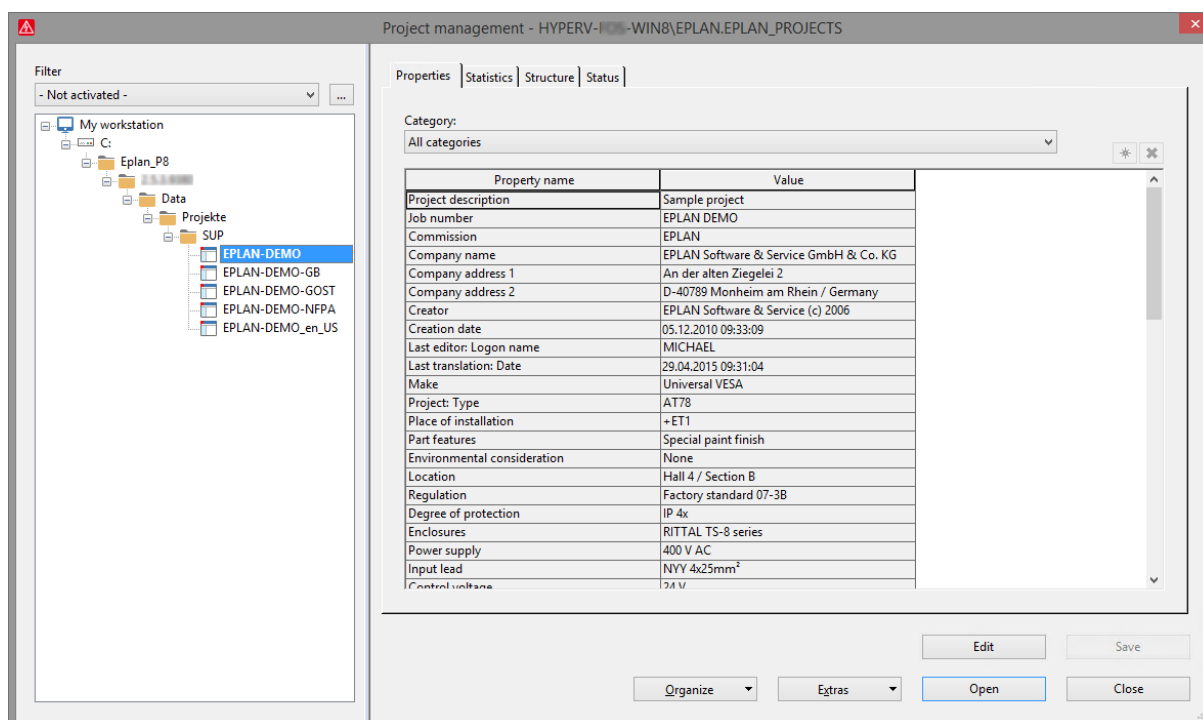 Project management - HYPERV- -WIN8\EPLAN.EPLAN_PROJECTS
Filter
- Not activated -
...
My workstation
C:
Eplan_P8
Data
Projekte
SUP
EPLAN-DEMO
EPLAN-DEMO-GB
EPLAN-DEMO-GOST
EPLAN-DEMO-NFPA
EPLAN-DEMO_en_US
Properties Statistics Structure Status
Category:
All categories
Property name Value
Project description Sample project
Job number EPLAN DEMO
Commission EPLAN
Company name EPLAN Software & Service GmbH & Co. KG
Company address 1 An der alten Ziegelei 2
Company address 2 D-40789 Monheim am Rhein / Germany
Creator EPLAN Software & Service (c) 2006
Creation date 05.12.2010 09:33:09
Last editor: Logon name MICHAEL
Last translation: Date 29.04.2015 09:31:04
Make Universal VESA
Project: Type AT78
Place of installation +ET1
Part features Special paint finish
Environmental consideration None
Location Hall 4 / Section B
Regulation Factory standard 07-3B
Degree of protection IP 4x
Enclosures RITTAL TS-8 series
Power supply 400 V AC
Input lead NYY 4x25mm²
Control voltage 24 V
Edit Save
Organize Extras Open Close